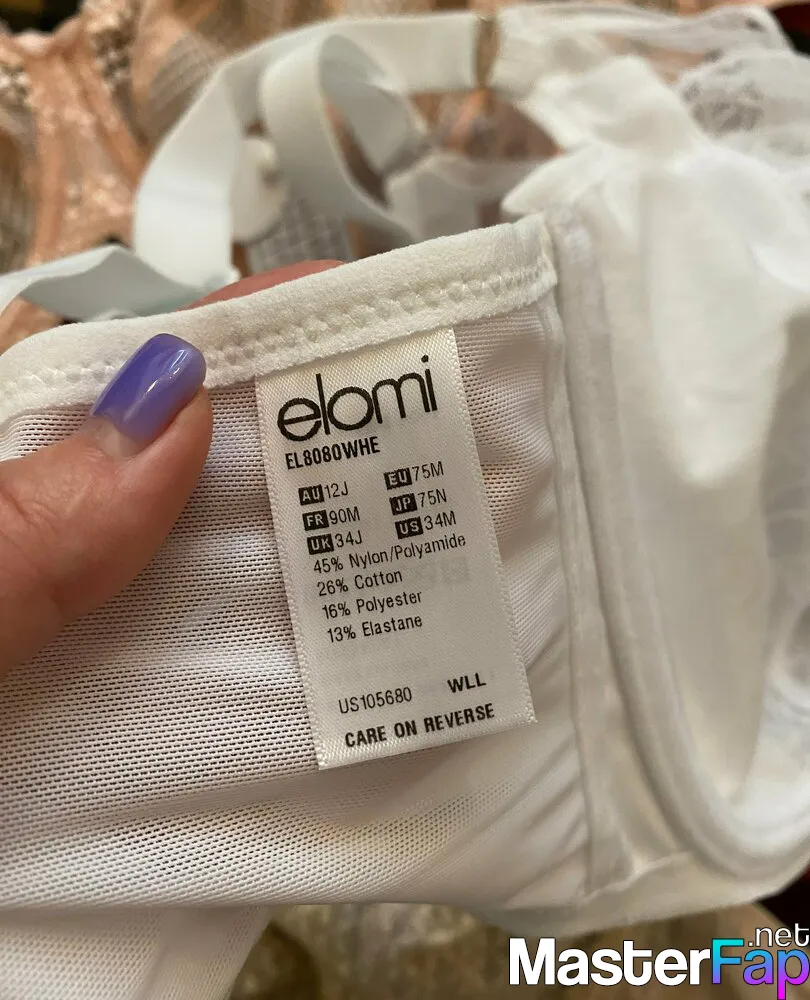 elomi
EL8080WHE
AU 12J EU 75M
FR 90M JP 75N
UK 34J US 34M
45% Nylon/Polyamide
26% Cotton
16% Polyester
13% Elastane
US105680 WLL
CARE ON REVERSE
MasterFap.net